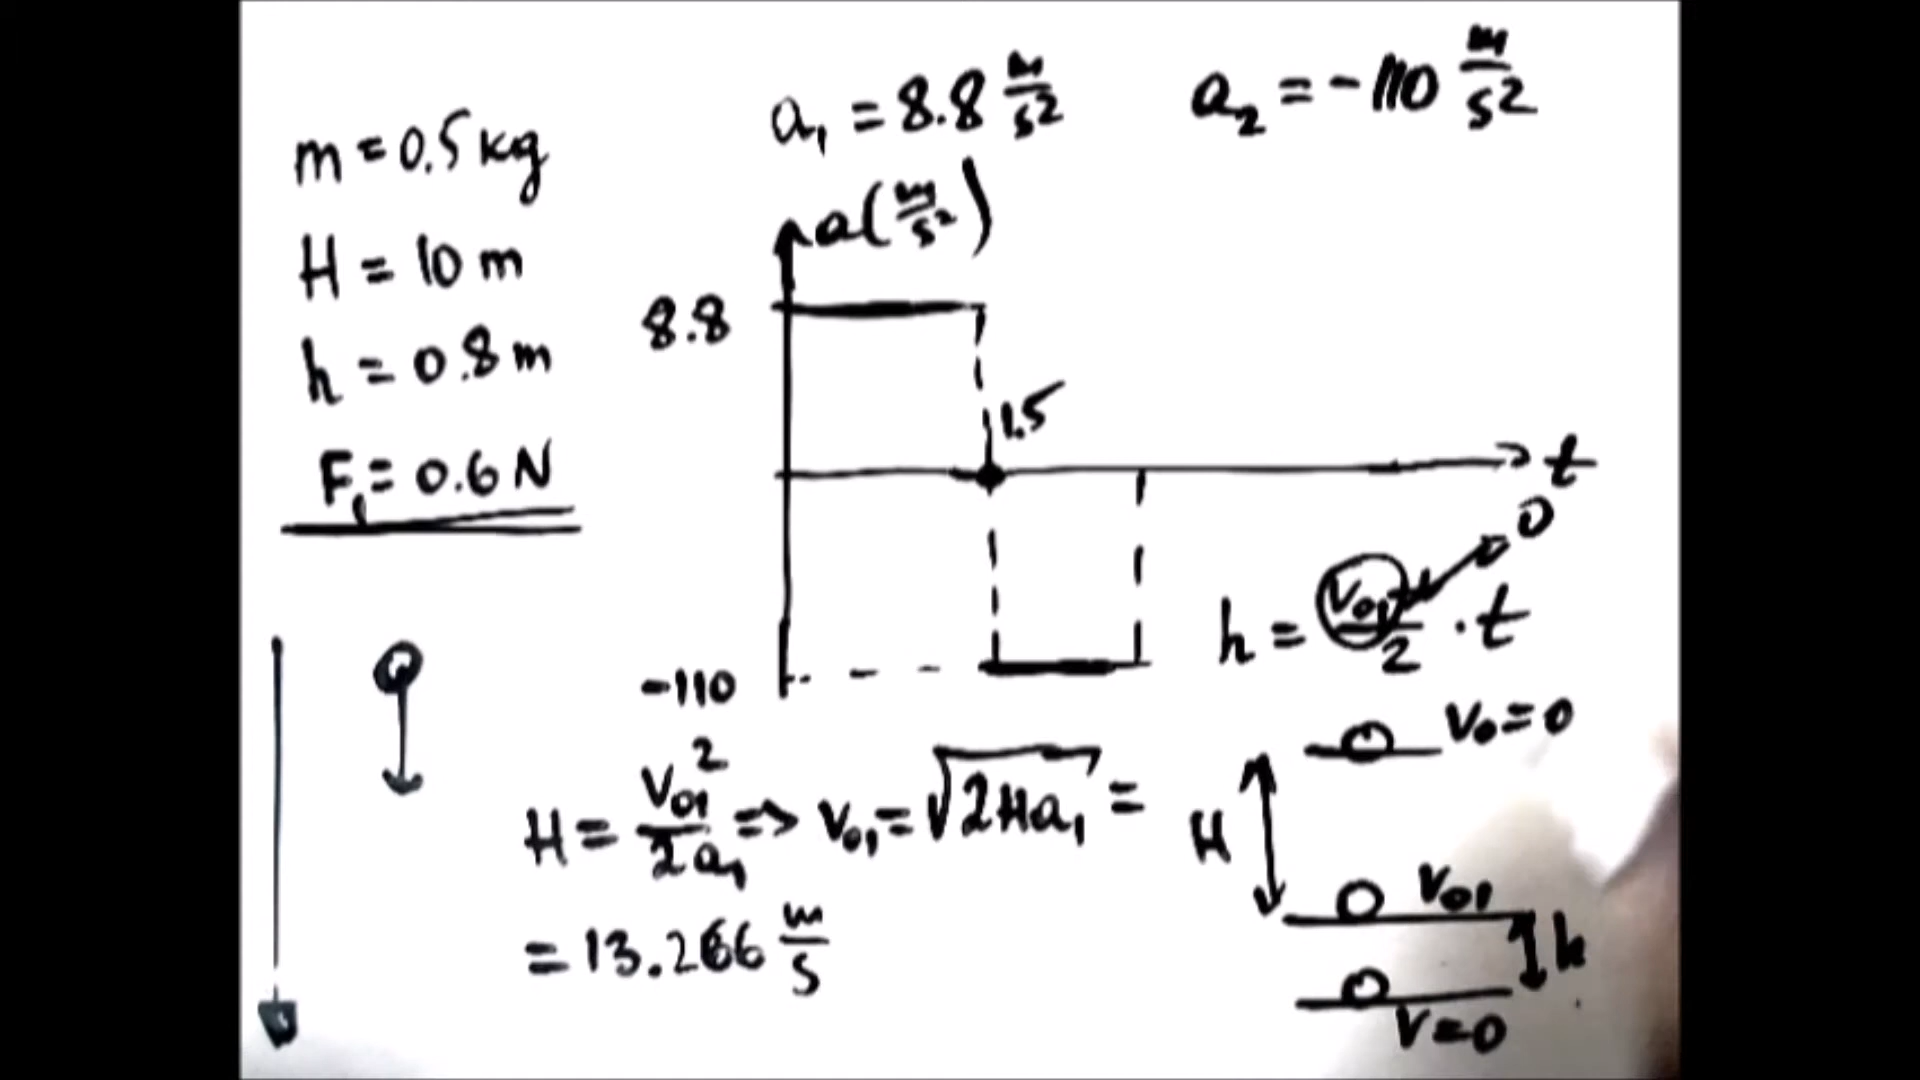 m = 0.5 kg
H = 10 m
h = 0.8 m
F₁ = 0.6 N
a₁ = 8.8 m/s²
a₂ = -110 m/s²
a(m/s²)
8.8
1.5
t
-110
h = (v₀₁ + v)/2 · t
0
H = v₀₁²/2a₁ => v₀₁ = √2Ha₁ =
= 13.266 m/s
v₀ = 0
H
v₀₁
h
v = 0